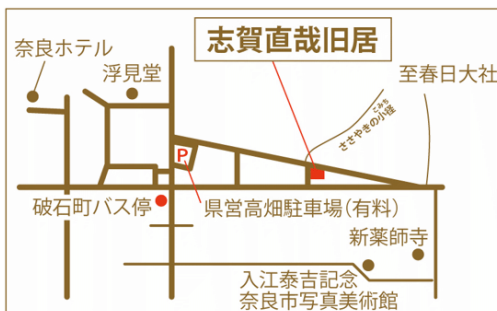 志賀直哉旧居
奈良ホテル
浮見堂
至春日大社
こみち
ささやきの小径
P
破石町バス停
県営高畑駐車場(有料)
新薬師寺
入江泰吉記念
奈良市写真美術館